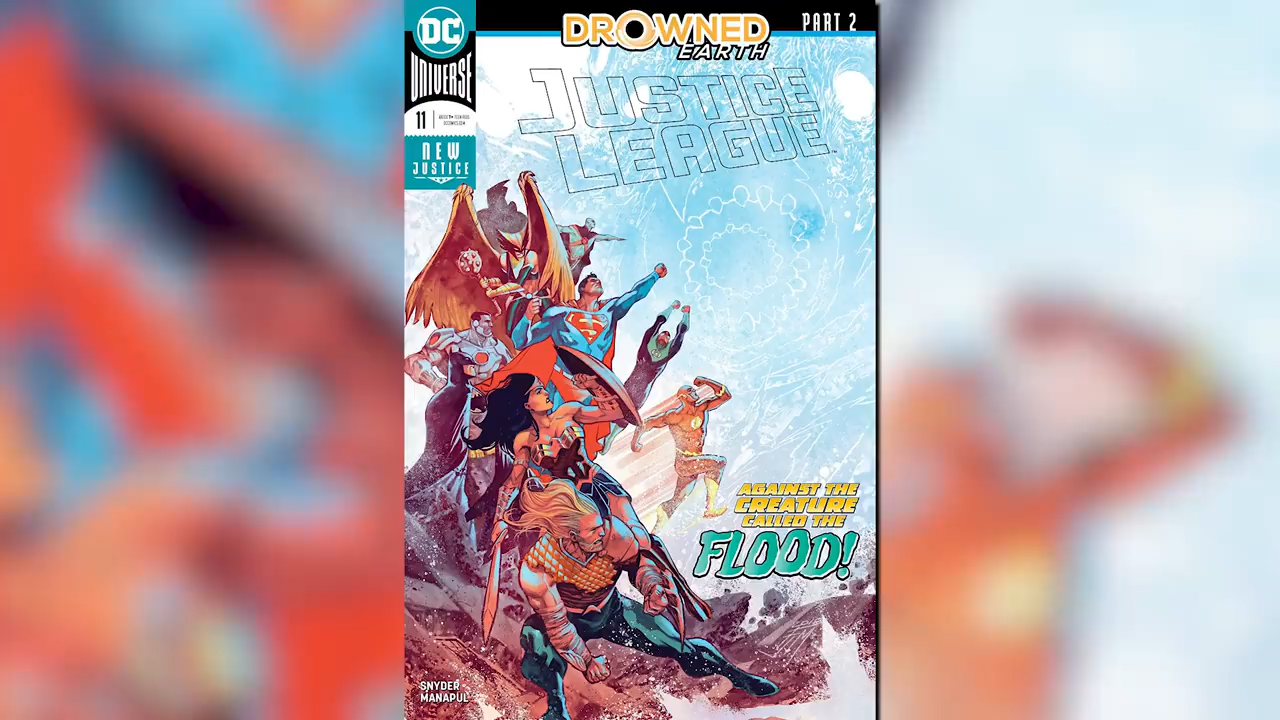 DROWNED
EARTH
PART 2
DC
UNIVERSE
11
NEW
JUSTICE
JUSTICE
LEAGUE
AGAINST THE
CREATURE
CALLED THE
FLOOD!
SNYDER
MANAPUL